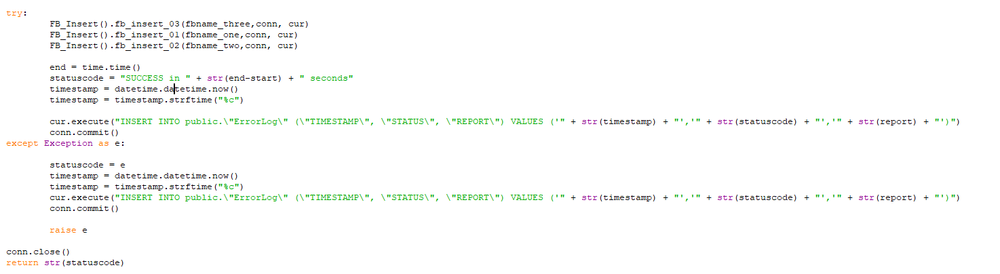 try:
FB_Insert().fb_insert_03(fbname_three,conn, cur)
FB_Insert().fb_insert_01(fbname_one,conn, cur)
FB_Insert().fb_insert_02(fbname_two,conn, cur)
end = time.time()
statuscode = "SUCCESS in " + str(end-start) + " seconds"
timestamp = datetime.datetime.now()
timestamp = timestamp.strftime("%c")
cur.execute("INSERT INTO public.\"ErrorLog\" (\"TIMESTAMP\", \"STATUS\", \"REPORT\") VALUES ('" + str(timestamp) + "','" + str(statuscode) + "','" + str(report) + "')")
conn.commit()
except Exception as e:
statuscode = e
timestamp = datetime.datetime.now()
timestamp = timestamp.strftime("%c")
cur.execute("INSERT INTO public.\"ErrorLog\" (\"TIMESTAMP\", \"STATUS\", \"REPORT\") VALUES ('" + str(timestamp) + "','" + str(statuscode) + "','" + str(report) + "')")
conn.commit()
raise e
conn.close()
return str(statuscode)